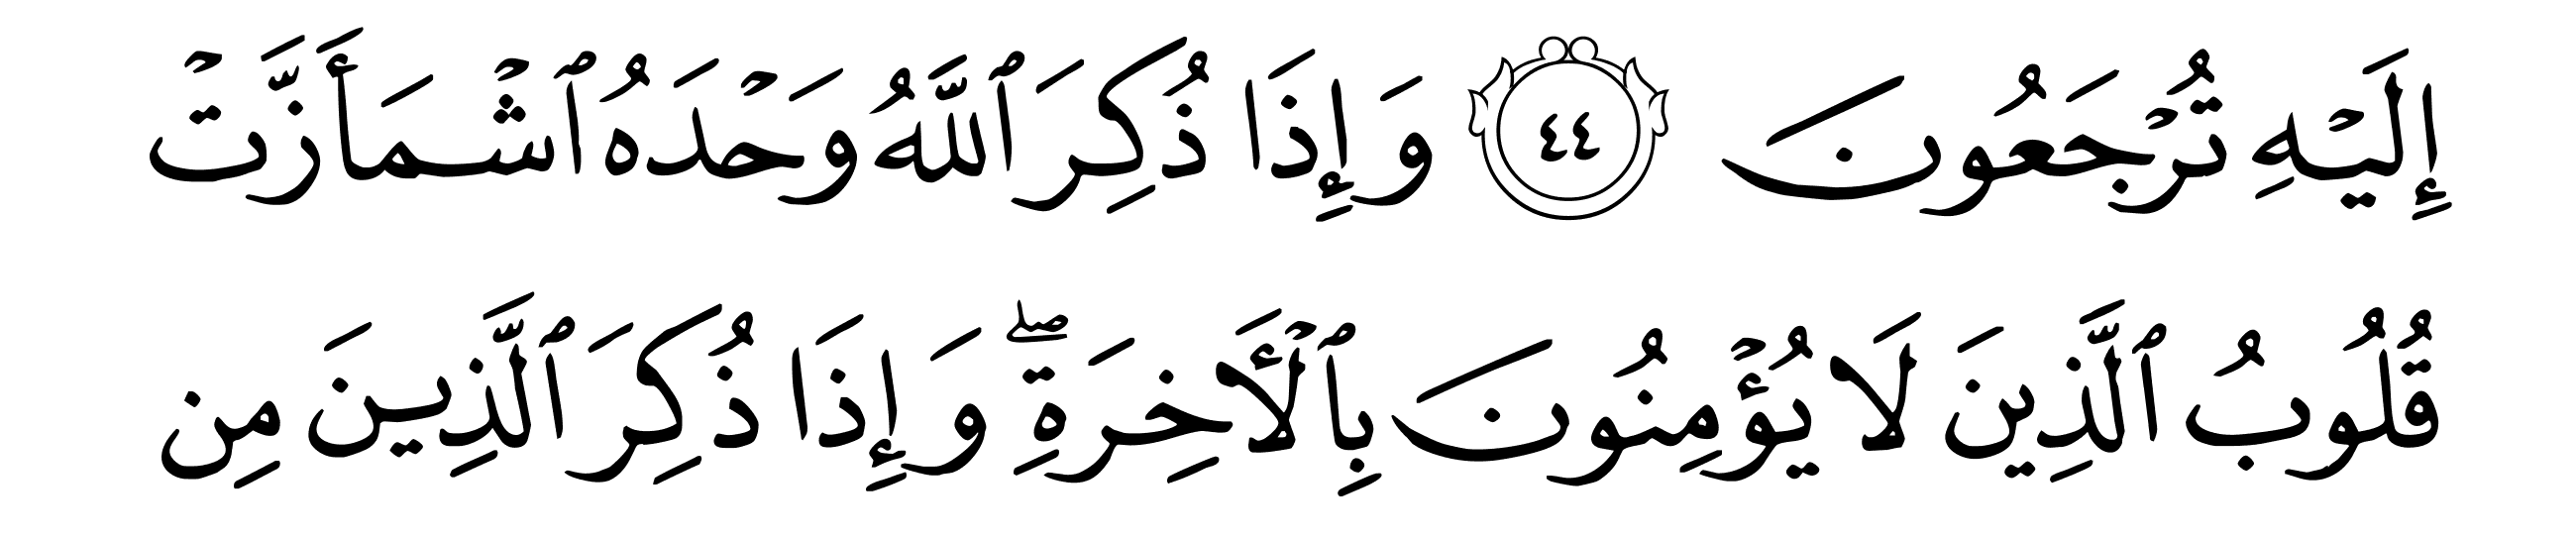 إِلَيْهِ تُرْجَعُونَ ٤٤ وَإِذَا ذُكِرَ ٱللَّهُ وَحْدَهُ ٱشْمَأَزَّتْ
قُلُوبُ ٱلَّذِينَ لَا يُؤْمِنُونَ بِٱلْأَخِرَةِۖ وَإِذَا ذُكِرَ ٱلَّذِينَ مِن